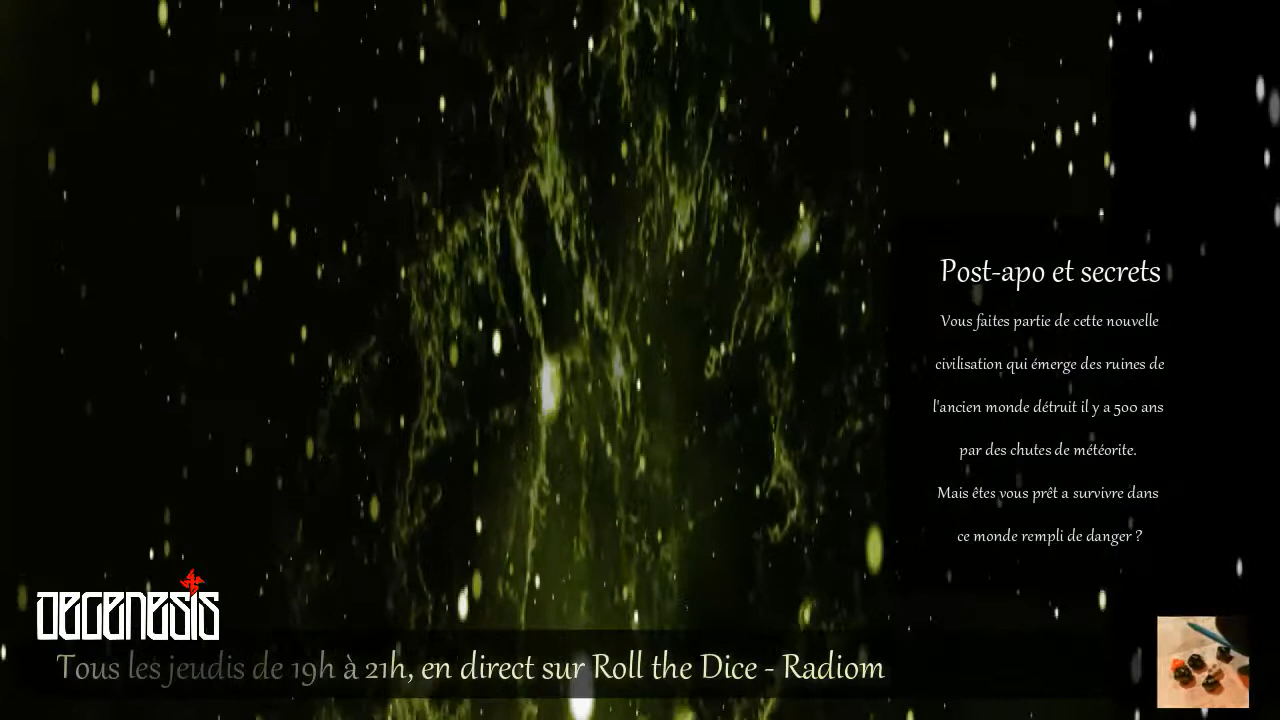 Post-apo et secrets
Vous faites partie de cette nouvelle
civilisation qui émerge des ruines de
l'ancien monde détruit il y a 500 ans
par des chutes de météorite.
Mais êtes vous prêt a survivre dans
ce monde rempli de danger ?
DEGENESIS
Tous les jeudis de 19h à 21h, en direct sur Roll the Dice - Radiom